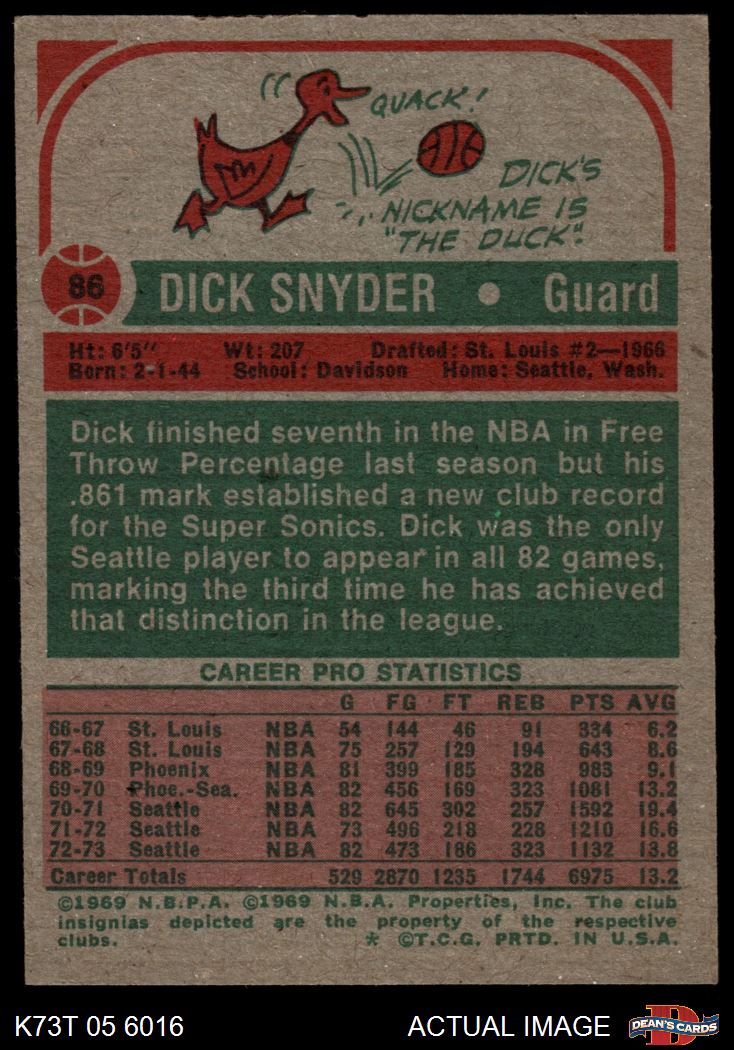 QUACK!
DICK'S
NICKNAME IS
"THE DUCK".
86 DICK SNYDER • Guard
Ht: 6'5" Wt: 207 Drafted: St. Louis #2—1966
Born: 2-1-44 School: Davidson Home: Seattle, Wash.
Dick finished seventh in the NBA in Free
Throw Percentage last season but his
.861 mark established a new club record
for the Super Sonics. Dick was the only
Seattle player to appear in all 82 games,
marking the third time he has achieved
that distinction in the league.
CAREER PRO STATISTICS
G FG FT REB PTS AVG
66-67 St. Louis NBA 54 144 46 91 334 6.2
67-68 St. Louis NBA 75 257 129 194 643 8.6
68-69 Phoenix NBA 81 399 185 328 983 9.1
69-70 Phoe.-Sea. NBA 82 456 169 323 1081 13.2
70-71 Seattle NBA 82 645 302 257 1592 19.4
71-72 Seattle NBA 73 496 218 228 1210 16.6
72-73 Seattle NBA 82 473 186 323 1132 13.8
Career Totals 529 2870 1235 1744 6975 13.2
©1969 N.B.P.A. ©1969 N.B.A. Properties, Inc. The club
insignias depicted are the property of the respective
clubs. * ©T.C.G. PRTD. IN U.S.A.
K73T 05 6016 ACTUAL IMAGE DEAN'S CARDS